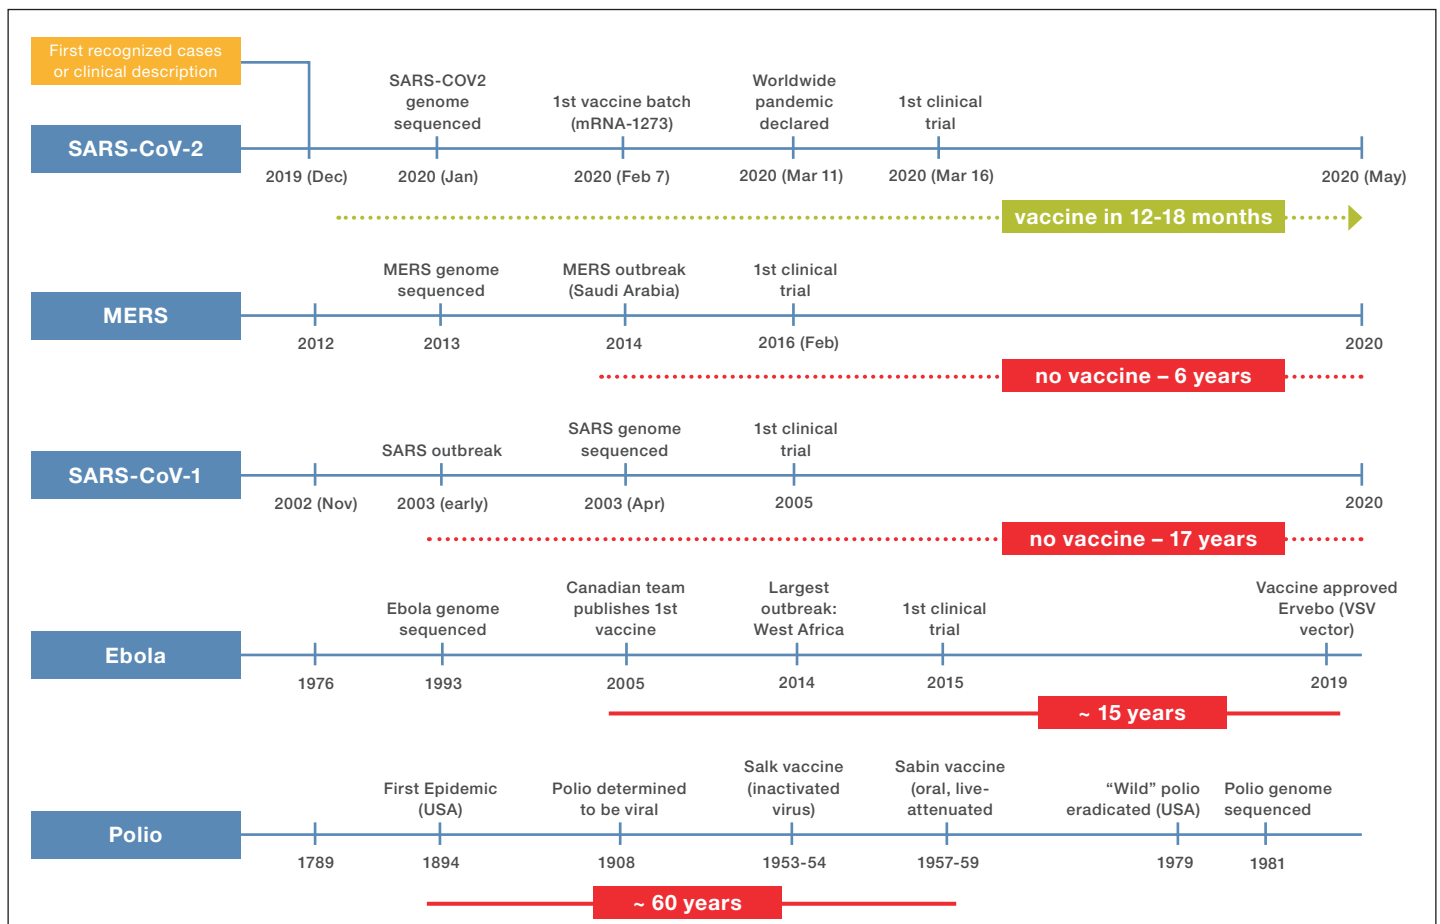 First recognized cases
or clinical description
SARS-CoV-2
SARS-COV2
genome
sequenced
1st vaccine batch
(mRNA-1273)
Worldwide
pandemic
declared
1st clinical
trial
2019 (Dec)
2020 (Jan)
2020 (Feb 7)
2020 (Mar 11)
2020 (Mar 16)
2020 (May)
vaccine in 12-18 months
MERS
MERS genome
sequenced
MERS outbreak
(Saudi Arabia)
1st clinical
trial
2012
2013
2014
2016 (Feb)
2020
no vaccine – 6 years
SARS-CoV-1
SARS outbreak
SARS genome
sequenced
1st clinical
trial
2002 (Nov)
2003 (early)
2003 (Apr)
2005
2020
no vaccine – 17 years
Ebola
Ebola genome
sequenced
Canadian team
publishes 1st
vaccine
Largest
outbreak:
West Africa
1st clinical
trial
Vaccine approved
Ervebo (VSV
vector)
1976
1993
2005
2014
2015
2019
~ 15 years
Polio
First Epidemic
(USA)
Polio determined
to be viral
Salk vaccine
(inactivated
virus)
Sabin vaccine
(oral, live-
attenuated
“Wild” polio
eradicated (USA)
Polio genome
sequenced
1789
1894
1908
1953-54
1957-59
1979
1981
~ 60 years